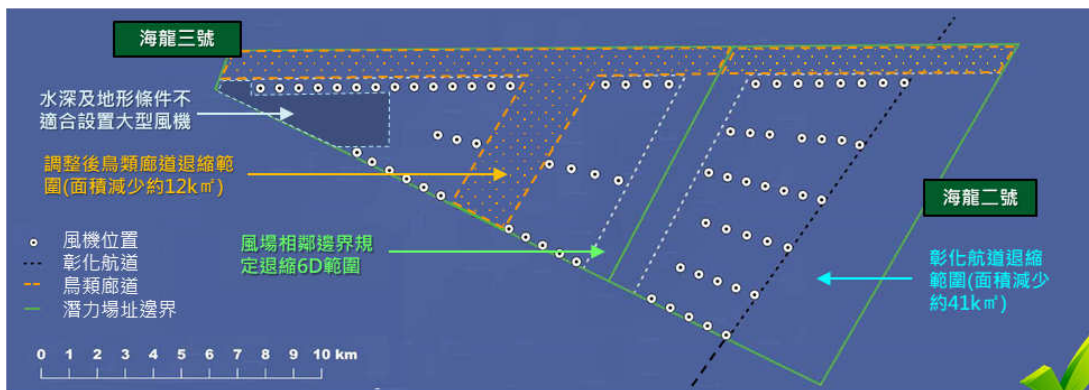 海龍三號
水深及地形條件不
適合設置大型風機
調整後鳥類廊道退縮範
圍(面積減少約12k㎡)
風場相鄰邊界規
定退縮6D範圍
海龍二號
彰化航道退縮
範圍(面積減少
約41k㎡)
風機位置
彰化航道
鳥類廊道
潛力場址邊界
0 1 2 3 4 5 6 7 8 9 10 km